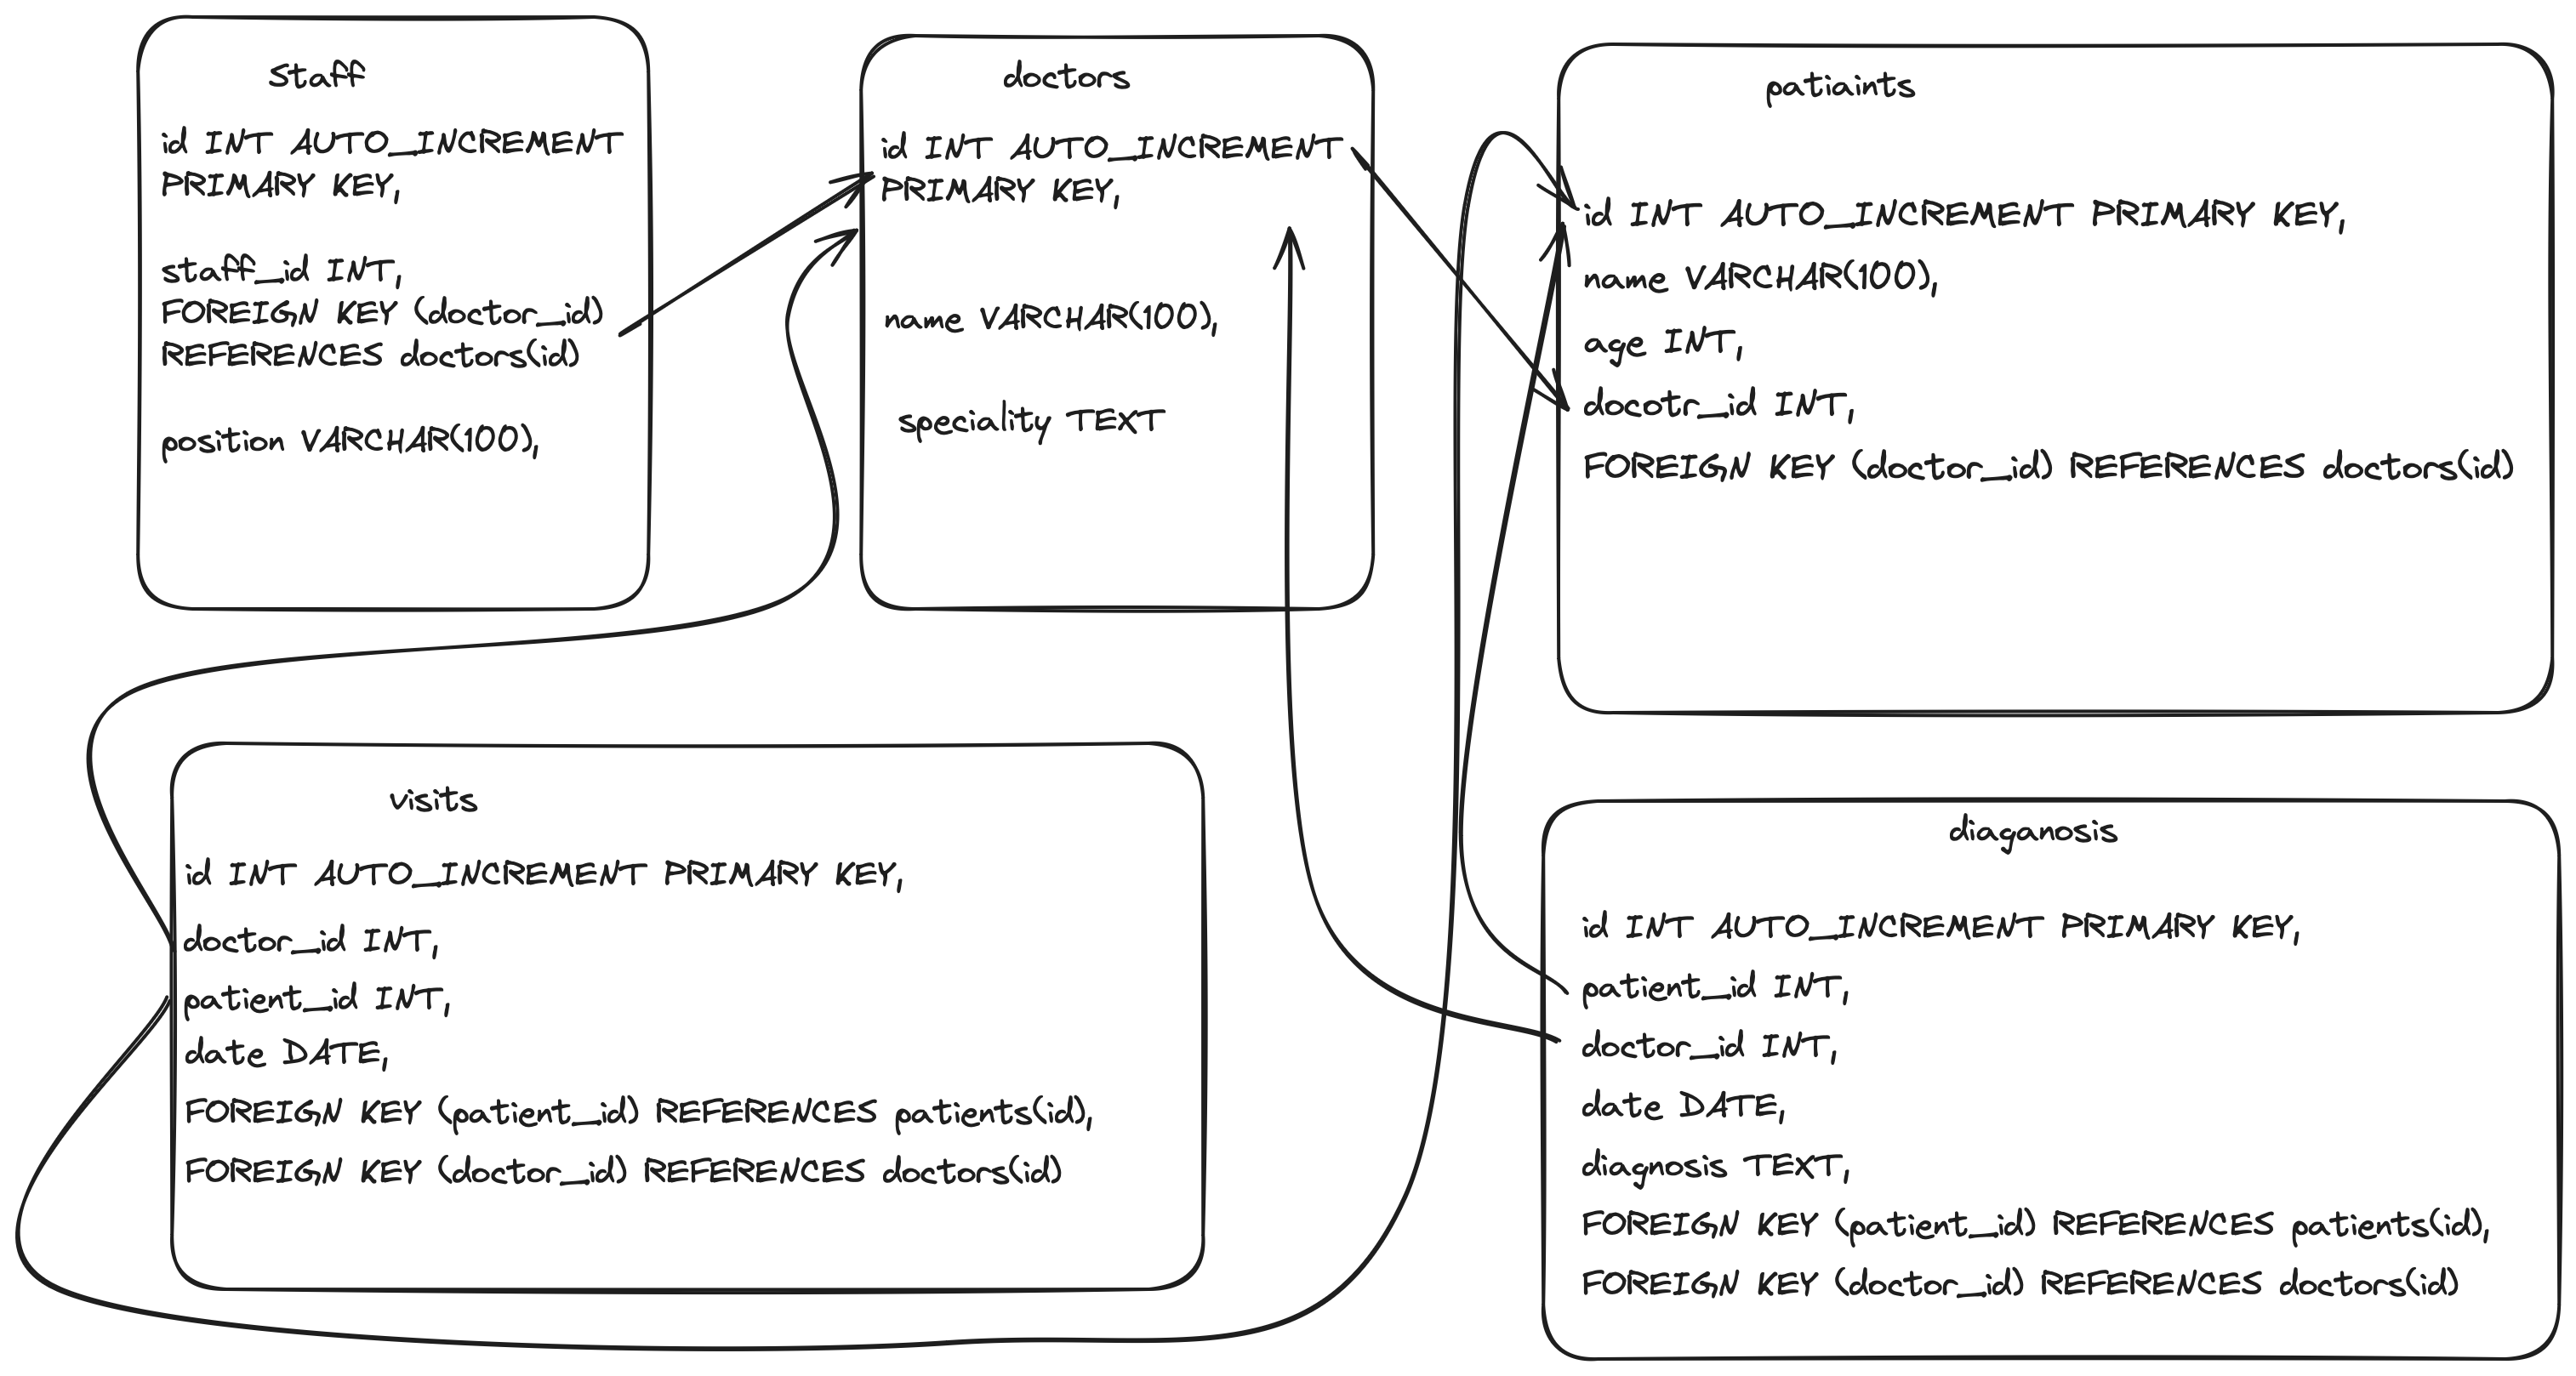 staff
id INT AUTO_INCREMENT
PRIMARY KEY,
staff_id INT,
FOREIGN KEY (doctor_id)
REFERENCES doctors(id)
position VARCHAR(100),
doctors
id INT AUTO_INCREMENT
PRIMARY KEY,
name VARCHAR(100),
speciality TEXT
patiaints
id INT AUTO_INCREMENT PRIMARY KEY,
name VARCHAR(100),
age INT,
docotr_id INT,
FOREIGN KEY (doctor_id) REFERENCES doctors(id)
visits
id INT AUTO_INCREMENT PRIMARY KEY,
doctor_id INT,
patient_id INT,
date DATE,
FOREIGN KEY (patient_id) REFERENCES patients(id),
FOREIGN KEY (doctor_id) REFERENCES doctors(id)
diaganosis
id INT AUTO_INCREMENT PRIMARY KEY,
patient_id INT,
doctor_id INT,
date DATE,
diagnosis TEXT,
FOREIGN KEY (patient_id) REFERENCES patients(id),
FOREIGN KEY (doctor_id) REFERENCES doctors(id)